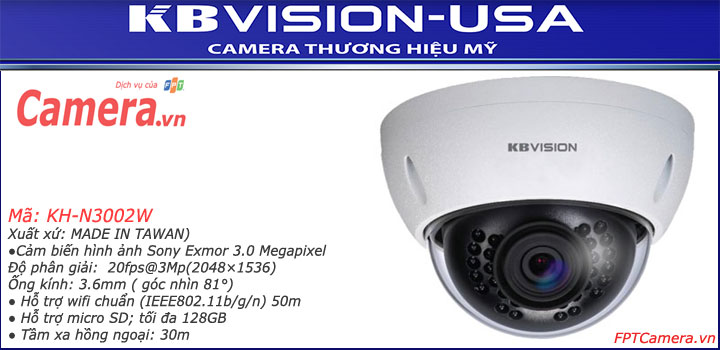 KBVISION-USA
CAMERA THƯƠNG HIỆU MỸ
Dịch vụ của FPT
Camera.vn
KBVISION
Mã: KH-N3002W
Xuất xứ: MADE IN TAWAN)
●Cảm biến hình ảnh Sony Exmor 3.0 Megapixel
Độ phân giải: 20fps@3Mp(2048×1536)
Ống kính: 3.6mm ( góc nhìn 81°)
● Hỗ trợ wifi chuẩn (IEEE802.11b/g/n) 50m
● Hỗ trợ micro SD; tối đa 128GB
● Tầm xa hồng ngoại: 30m
FPTCamera.vn